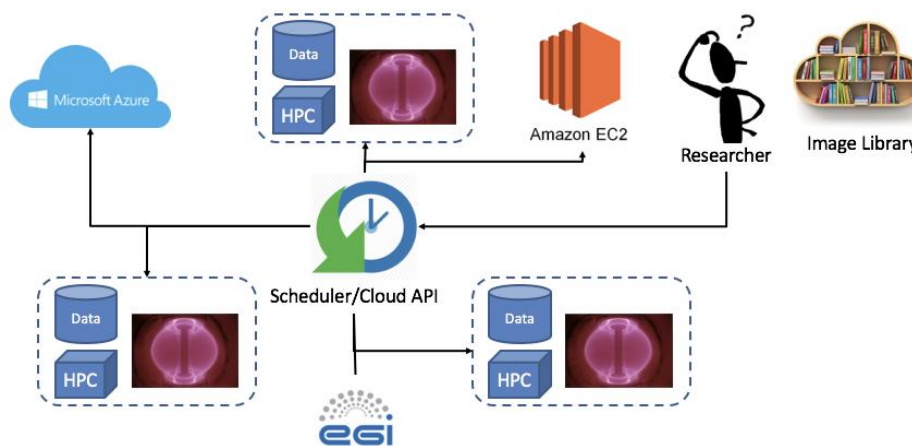 Microsoft Azure
Data
HPC
Amazon EC2
?
Researcher
Image Library
Scheduler/Cloud API
Data
HPC
Data
HPC
egi